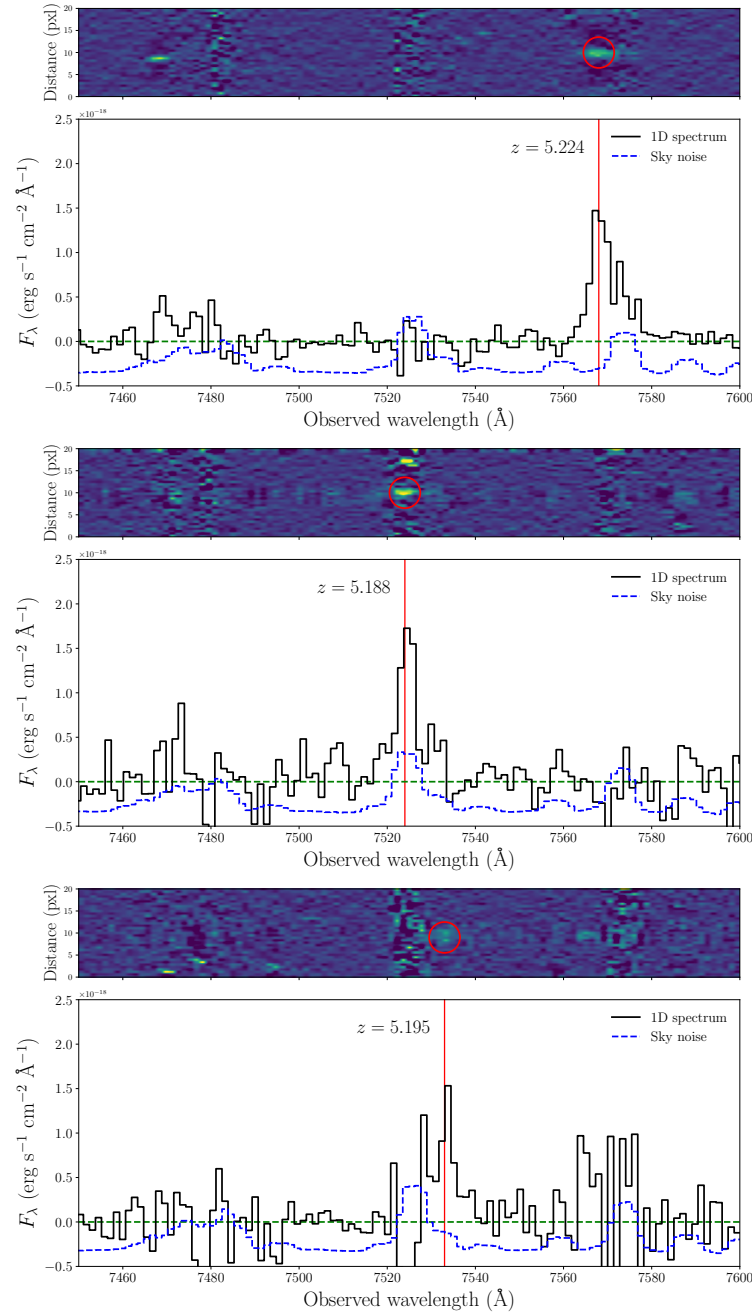 20
15
10
5
0
Distance (pxl)
×10⁻¹⁸
2.5
2.0
1.5
1.0
0.5
0.0
−0.5
F_λ (erg s⁻¹ cm⁻² Å⁻¹)
z = 5.224
1D spectrum
Sky noise
7460 7480 7500 7520 7540 7560 7580 7600
Observed wavelength (Å)
20
15
10
5
0
Distance (pxl)
×10⁻¹⁸
2.5
2.0
1.5
1.0
0.5
0.0
−0.5
F_λ (erg s⁻¹ cm⁻² Å⁻¹)
z = 5.188
1D spectrum
Sky noise
7460 7480 7500 7520 7540 7560 7580 7600
Observed wavelength (Å)
20
15
10
5
0
Distance (pxl)
×10⁻¹⁸
2.5
2.0
1.5
1.0
0.5
0.0
−0.5
F_λ (erg s⁻¹ cm⁻² Å⁻¹)
z = 5.195
1D spectrum
Sky noise
7460 7480 7500 7520 7540 7560 7580 7600
Observed wavelength (Å)